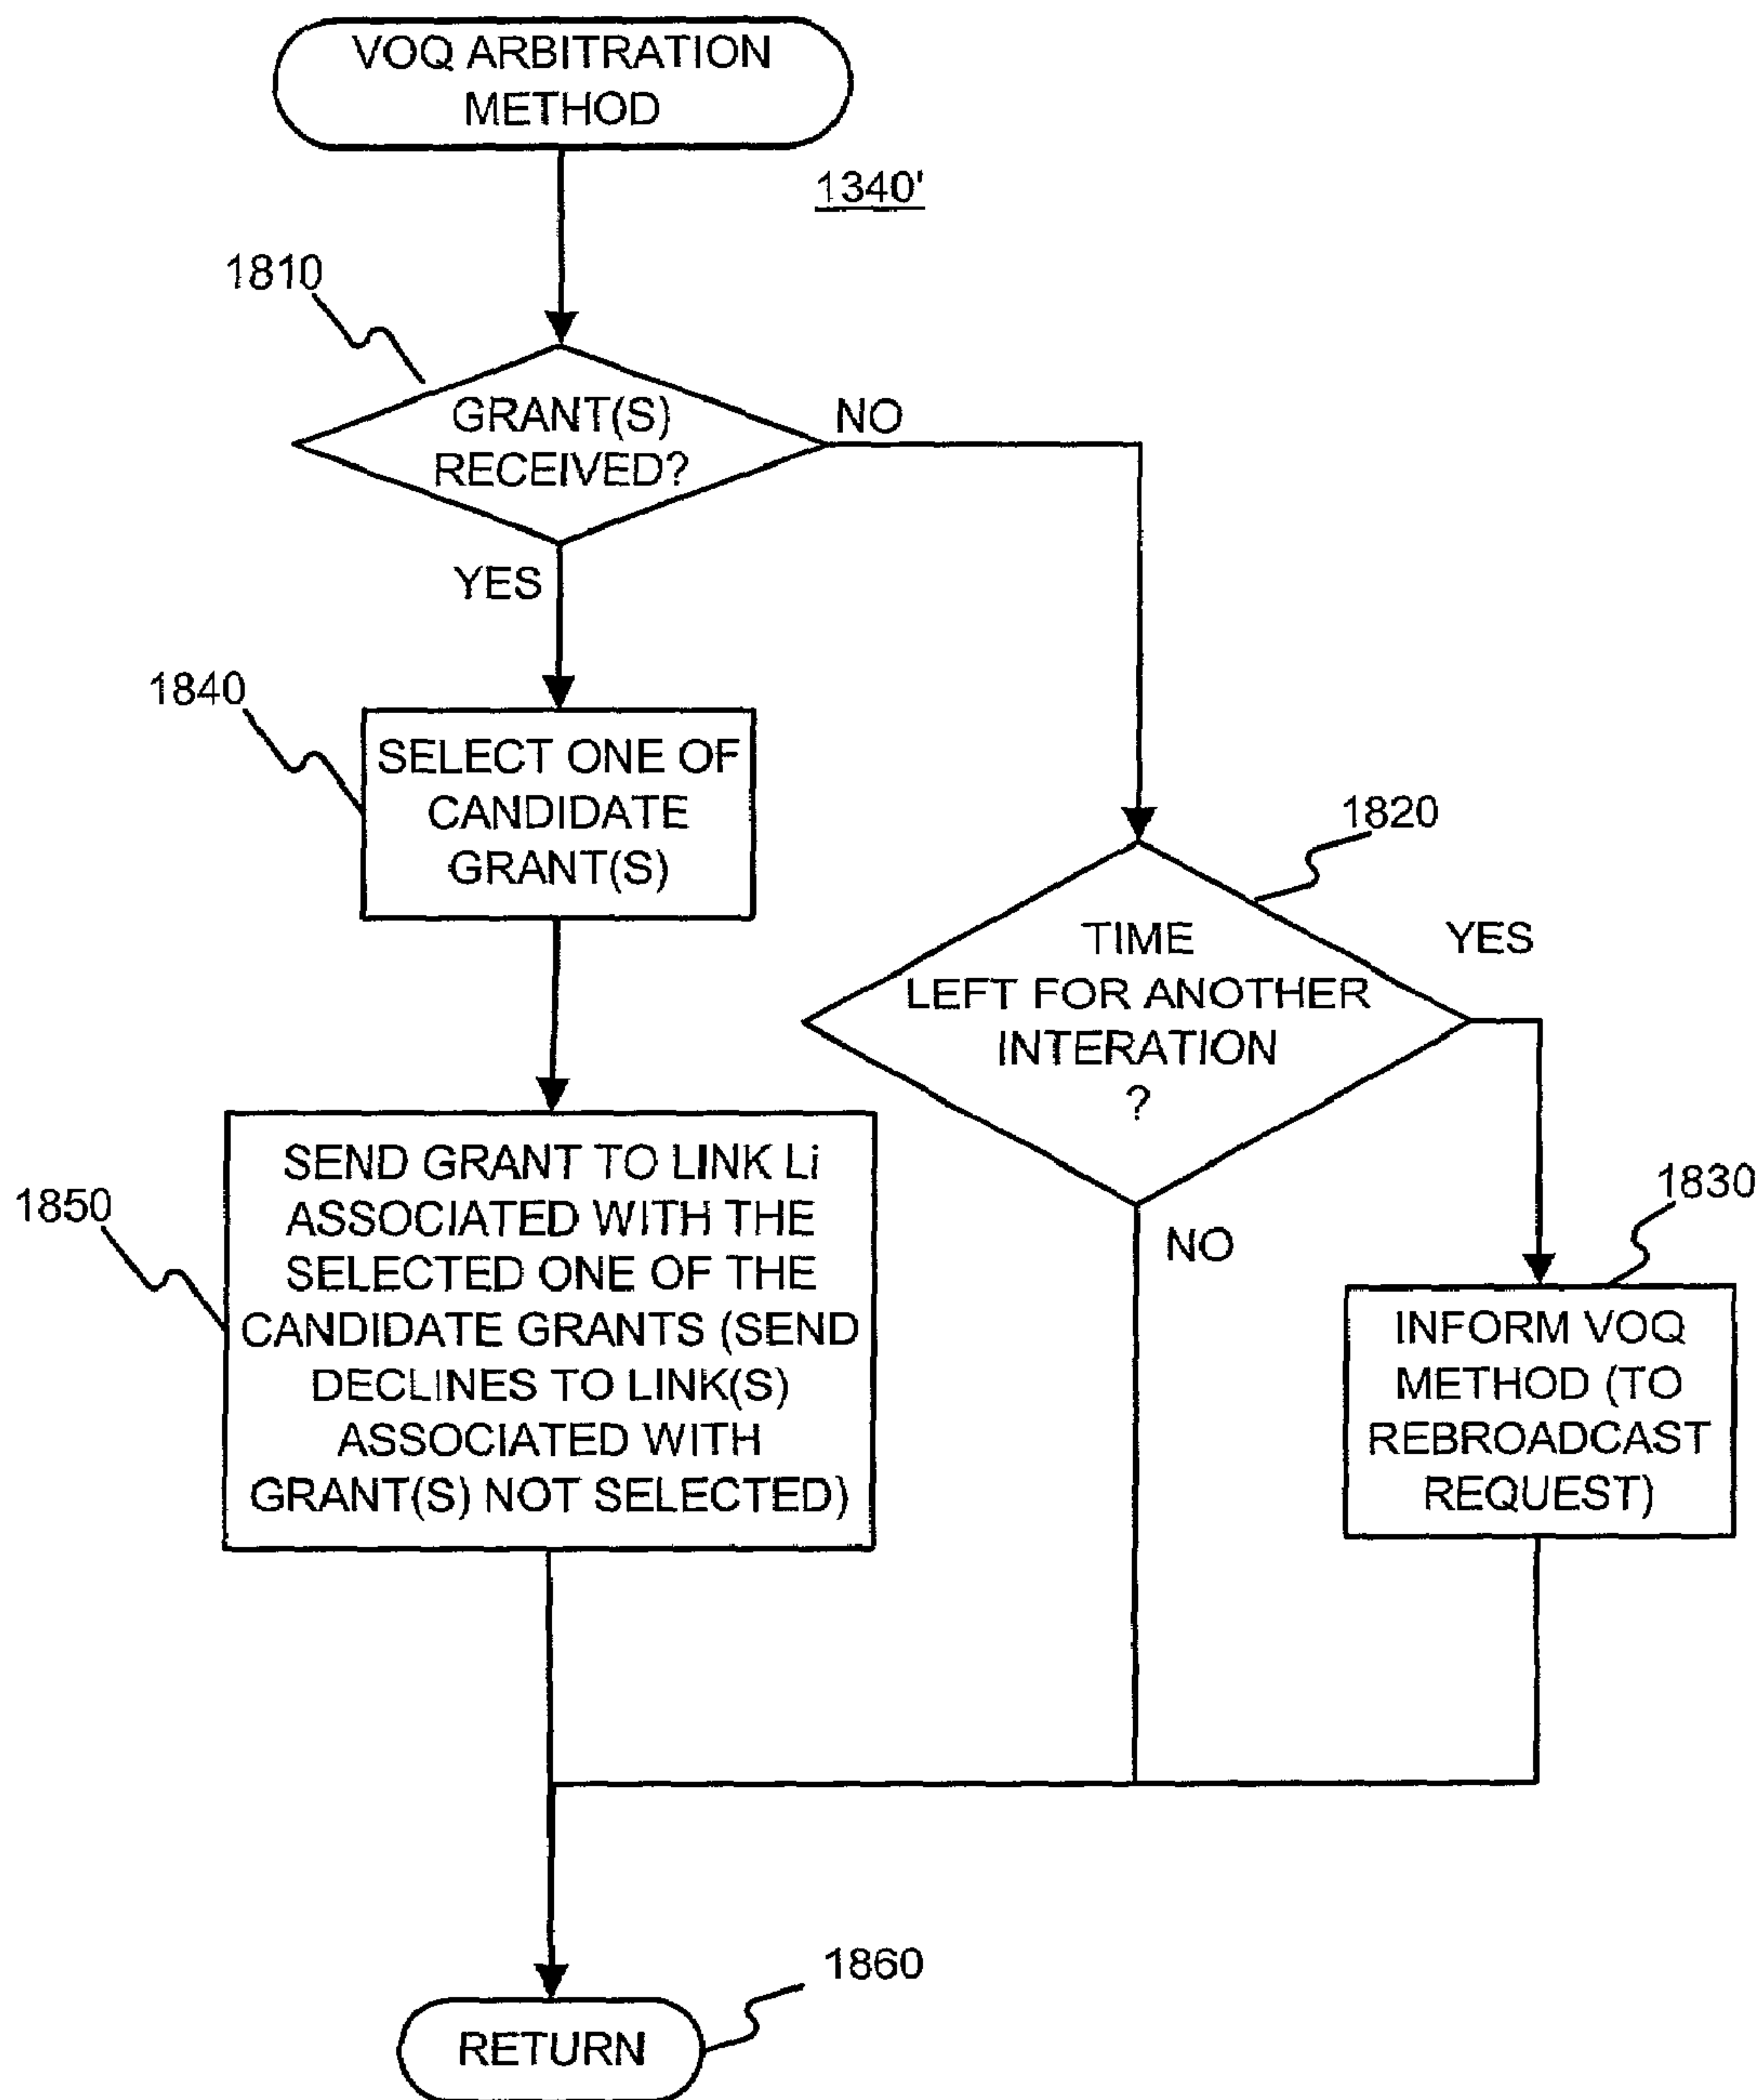 VOQ ARBITRATION
METHOD
1340'
1810
GRANT(S)
RECEIVED?
NO
YES
1840
SELECT ONE OF
CANDIDATE
GRANT(S)
1820
TIME
LEFT FOR ANOTHER
INTERATION
?
YES
NO
1850
SEND GRANT TO LINK Li
ASSOCIATED WITH THE
SELECTED ONE OF THE
CANDIDATE GRANTS (SEND
DECLINES TO LINK(S)
ASSOCIATED WITH
GRANT(S) NOT SELECTED)
1830
INFORM VOQ
METHOD (TO
REBROADCAST
REQUEST)
1860
RETURN